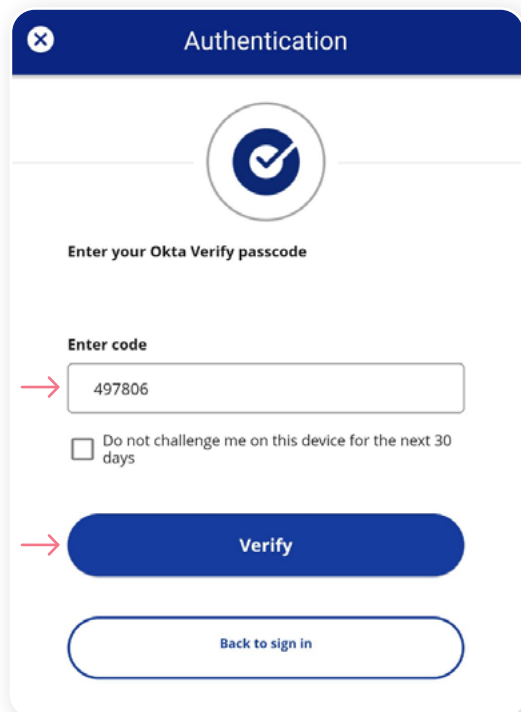 Authentication
Enter your Okta Verify passcode
Enter code
497806
Do not challenge me on this device for the next 30
days
Verify
Back to sign in